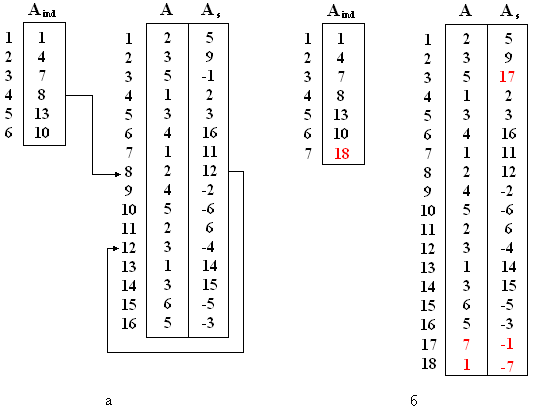 A_ind A A_s A_ind A A_s
1 1 1 2 5 1 1 1 2 5
2 4 2 3 9 2 4 2 3 9
3 7 3 5 -1 3 7 3 5 17
4 8 4 1 2 4 8 4 1 2
5 13 5 3 3 5 13 5 3 3
6 10 6 4 16 6 10 6 4 16
7 1 11 7 18 7 1 11
8 2 12 8 2 12
9 4 -2 9 4 -2
10 5 -6 10 5 -6
11 2 6 11 2 6
12 3 -4 12 3 -4
13 1 14 13 1 14
14 3 15 14 3 15
15 6 -5 15 6 -5
16 5 -3 16 5 -3
17 7 -1
18 1 -7
а б